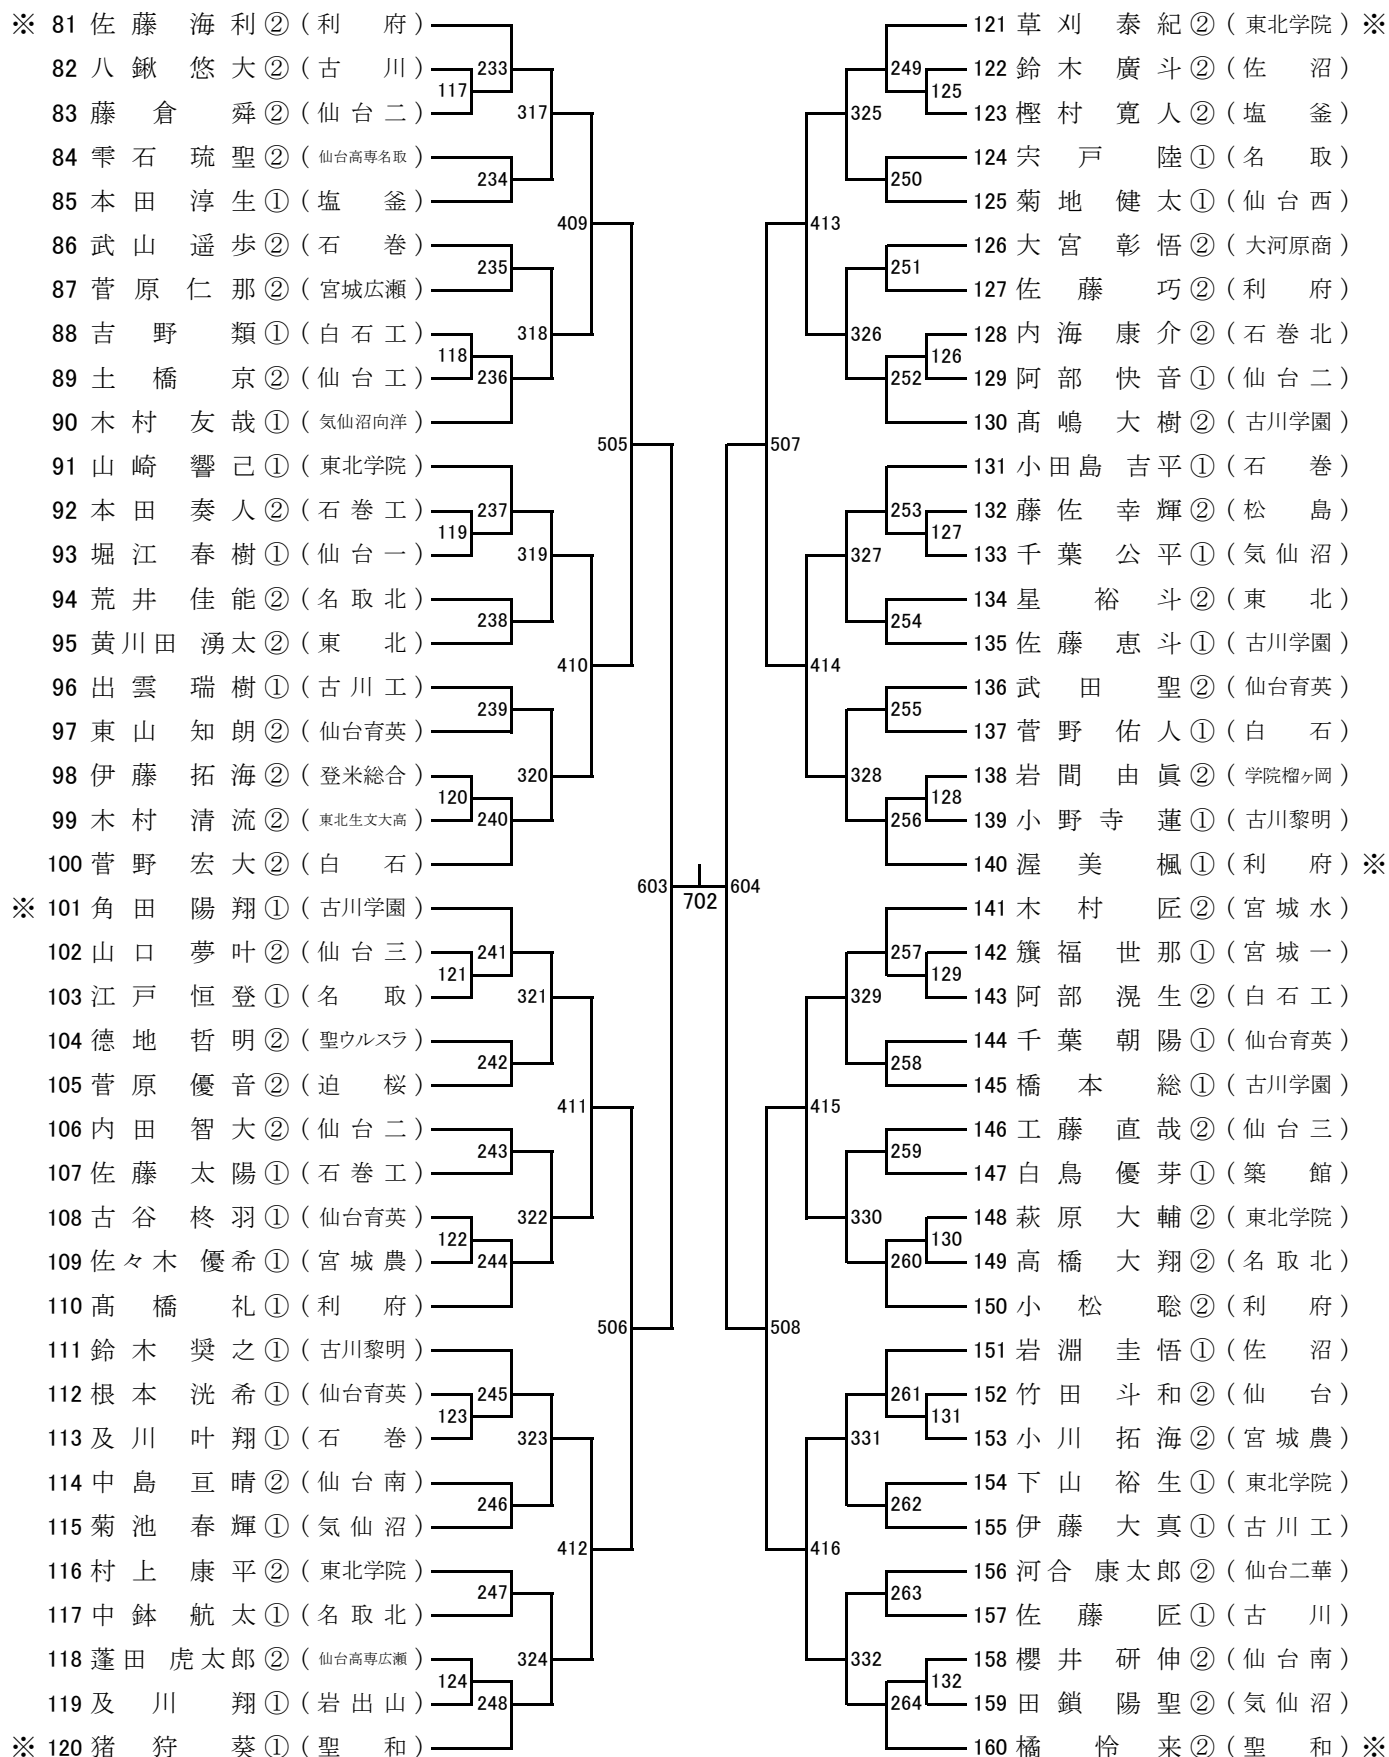 ※ 81 佐藤 海利②(利府)
82 八鍬 悠大②(古川)
83 藤倉 舜②(仙台二)
84 雫石 琉聖②(仙台高専名取)
85 本田 淳生①(塩釜)
86 武山 遥歩②(石巻)
87 菅原 仁那②(宮城広瀬)
88 吉野 類①(白石工)
89 土橋 京②(仙台工)
90 木村 友哉①(気仙沼向洋)
91 山崎 響己①(東北学院)
92 本田 奏人②(石巻工)
93 堀江 春樹①(仙台一)
94 荒井 佳能②(名取北)
95 黄川田 湧太②(東北)
96 出雲 瑞樹①(古川工)
97 東山 知朗②(仙台育英)
98 伊藤 拓海②(登米総合)
99 木村 清流②(東北生文大高)
100 菅野 宏大②(白石)
※ 101 角田 陽翔①(古川学園)
102 山口 夢叶②(仙台三)
103 江戸 恒登①(名取)
104 德地 哲明②(聖ウルスラ)
105 菅原 優音②(迫桜)
106 内田 智大②(仙台二)
107 佐藤 太陽①(石巻工)
108 古谷 柊羽①(仙台育英)
109 佐々木 優希①(宮城農)
110 髙橋 礼①(利府)
111 鈴木 奨之①(古川黎明)
112 根本 洸希①(仙台育英)
113 及川 叶翔①(石巻)
114 中島 亘晴②(仙台南)
115 菊池 春輝①(気仙沼)
116 村上 康平②(東北学院)
117 中鉢 航太①(名取北)
118 蓬田 虎太郎②(仙台高専広瀬)
119 及川 翔①(岩出山)
※ 120 猪狩 葵①(聖和)
117
118
119
120
121
122
123
124
233
234
235
236
237
238
239
240
241
242
243
244
245
246
247
248
317
318
319
320
321
322
323
324
409
410
411
412
505
506
603
702
604
507
508
413
414
415
416
325
326
327
328
329
330
331
332
249
250
251
252
253
254
255
256
257
258
259
260
261
262
263
264
125
126
127
128
129
130
131
132
121 草刈 泰紀②(東北学院)※
122 鈴木 廣斗②(佐沼)
123 樫村 寛人②(塩釜)
124 宍戸 陸①(名取)
125 菊地 健太①(仙台西)
126 大宮 彰悟②(大河原商)
127 佐藤 巧②(利府)
128 内海 康介②(石巻北)
129 阿部 快音①(仙台二)
130 髙嶋 大樹②(古川学園)
131 小田島 吉平①(石巻)
132 藤佐 幸輝②(松島)
133 千葉 公平①(気仙沼)
134 星 裕斗②(東北)
135 佐藤 恵斗①(古川学園)
136 武田 聖②(仙台育英)
137 菅野 佑人①(白石)
138 岩間 由眞②(学院榴ヶ岡)
139 小野寺 蓮①(古川黎明)
140 渥美 楓①(利府)※
141 木村 匠②(宮城水)
142 籏福 世那①(宮城一)
143 阿部 滉生②(白石工)
144 千葉 朝陽①(仙台育英)
145 橋本 総①(古川学園)
146 工藤 直哉②(仙台三)
147 白鳥 優芽①(築館)
148 萩原 大輔②(東北学院)
149 高橋 大翔②(名取北)
150 小松 聡②(利府)
151 岩淵 圭悟①(佐沼)
152 竹田 斗和②(仙台)
153 小川 拓海②(宮城農)
154 下山 裕生①(東北学院)
155 伊藤 大真①(古川工)
156 河合 康太郎②(仙台二華)
157 佐藤 匠①(古川)
158 櫻井 研伸②(仙台南)
159 田鎖 陽聖②(気仙沼)
160 橘 怜来②(聖和)※